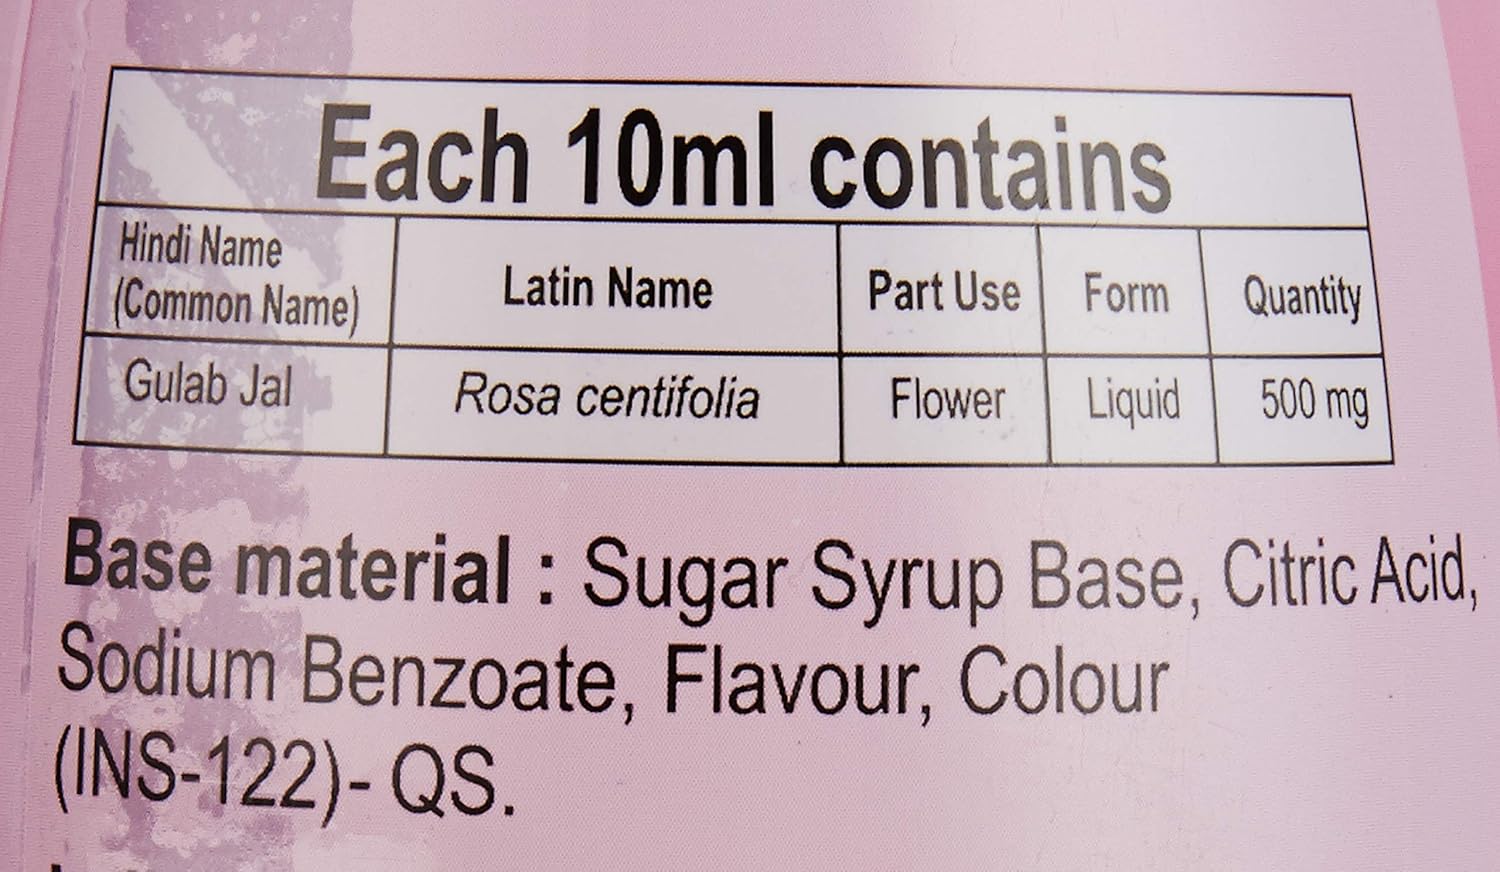 Each 10ml contains
Hindi Name
(Common Name)
Latin Name
Part Use
Form
Quantity
Gulab Jal
Rosa centifolia
Flower
Liquid
500 mg
Base material : Sugar Syrup Base, Citric Acid,
Sodium Benzoate, Flavour, Colour
(INS-122)- QS.